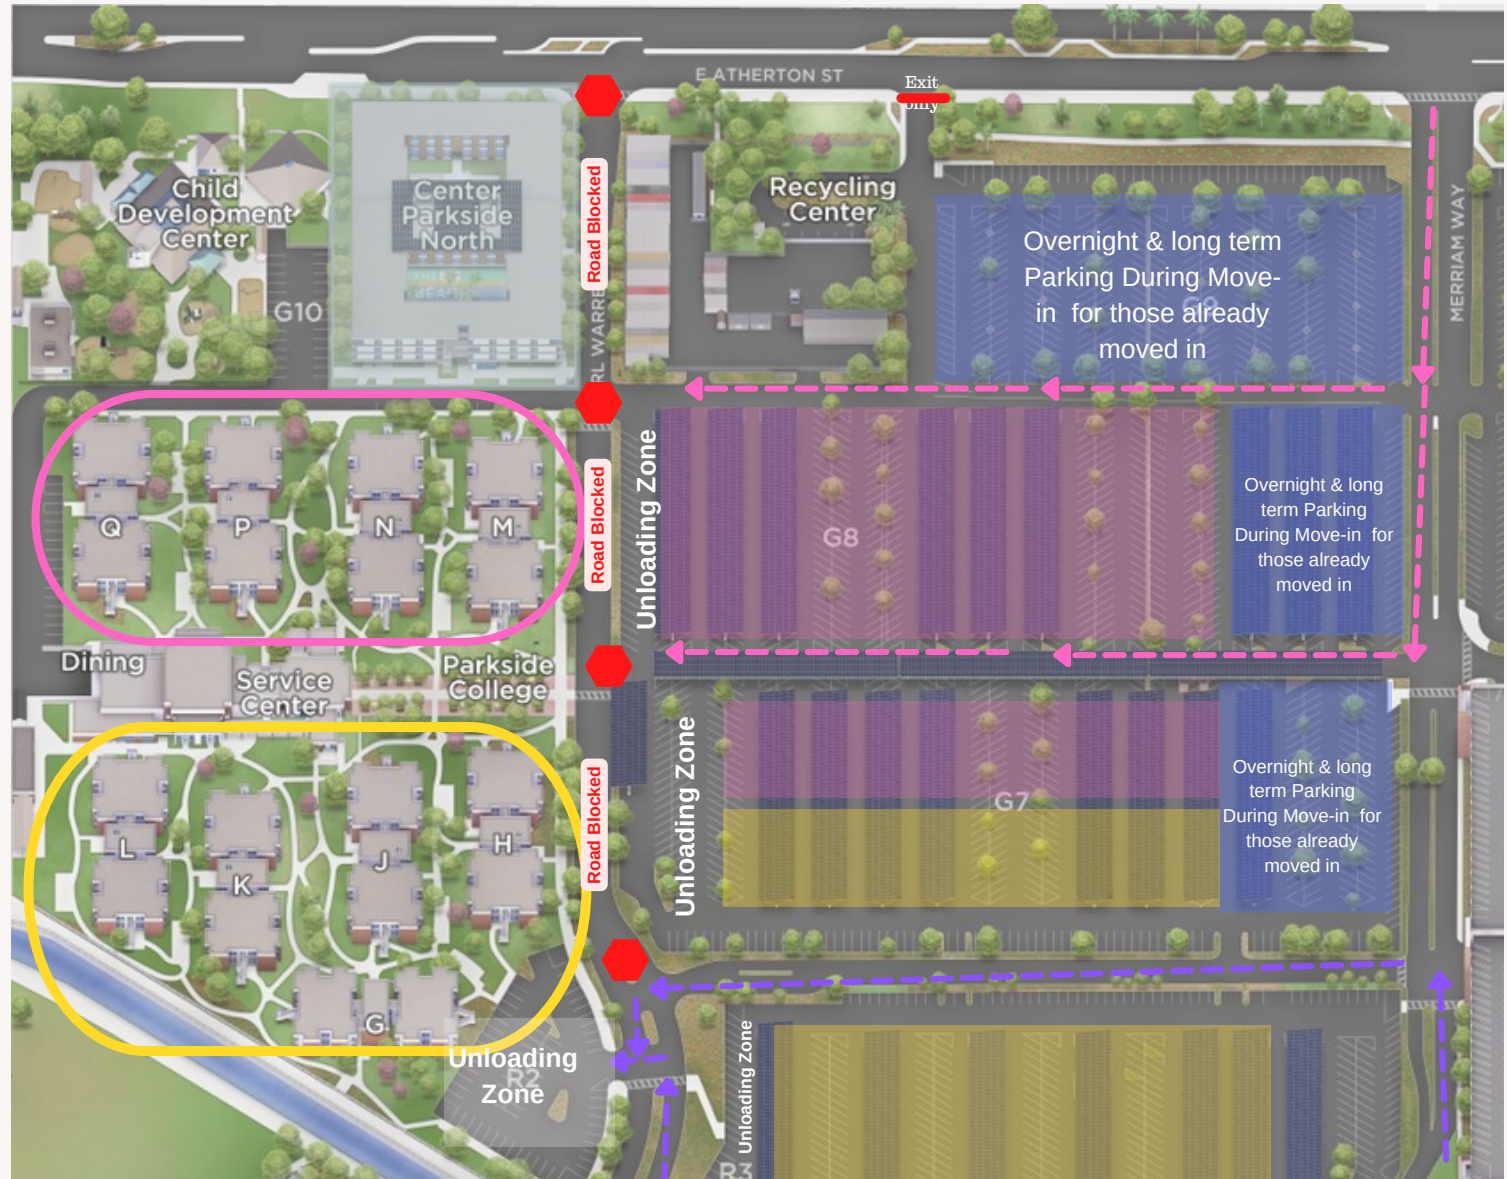 E ATHERTON ST
Exit
only
Child
Development
Center
Center
Parkside
North
Road Blocked
Recycling
Center
Overnight & long term
Parking During Move-
in for those already
moved in
G9
MERRIAM WAY
G10
Q
P
N
M
Road Blocked
Unloading Zone
G8
Overnight & long
term Parking
During Move-in for
those already
moved in
Dining
Service
Center
Parkside
College
L
K
J
H
G
Road Blocked
Unloading Zone
G7
Overnight & long
term Parking
During Move-in for
those already
moved in
Unloading
Zone
R2
Unloading Zone
R3